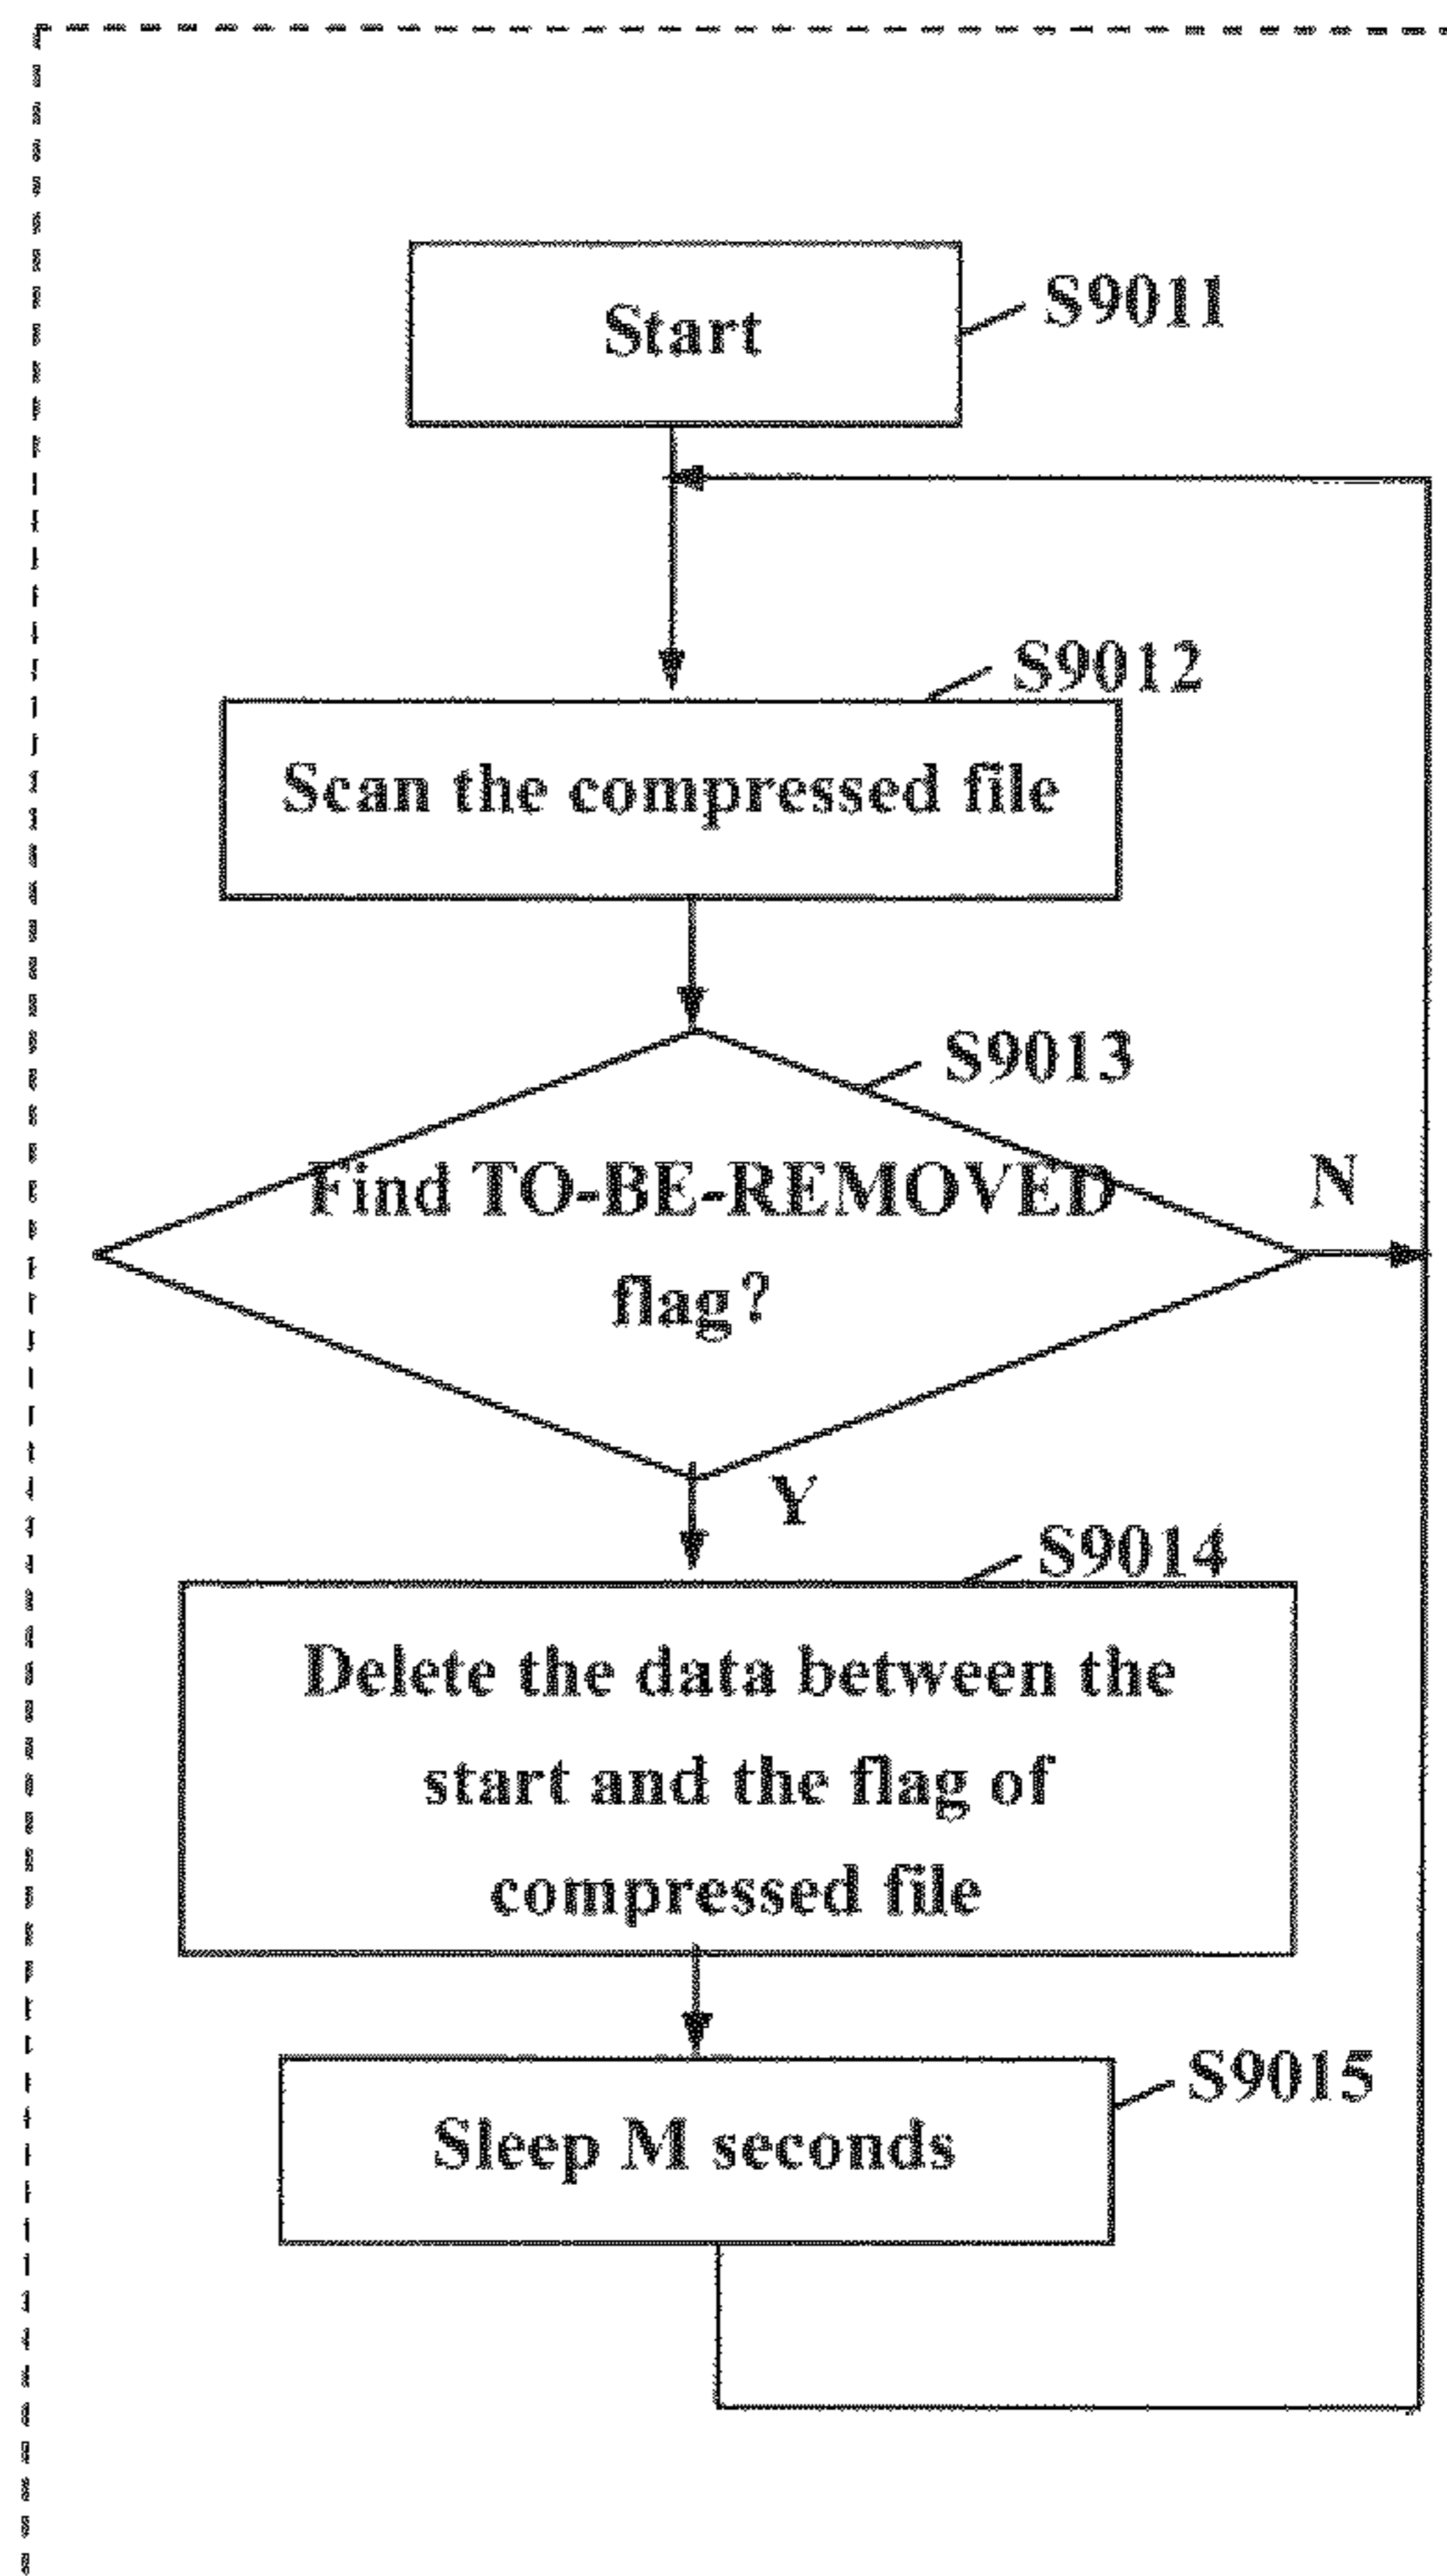 Start
S9011
S9012
Scan the compressed file
S9013
Find TO-BE-REMOVED
flag?
N
Y
S9014
Delete the data between the
start and the flag of
compressed file
S9015
Sleep M seconds